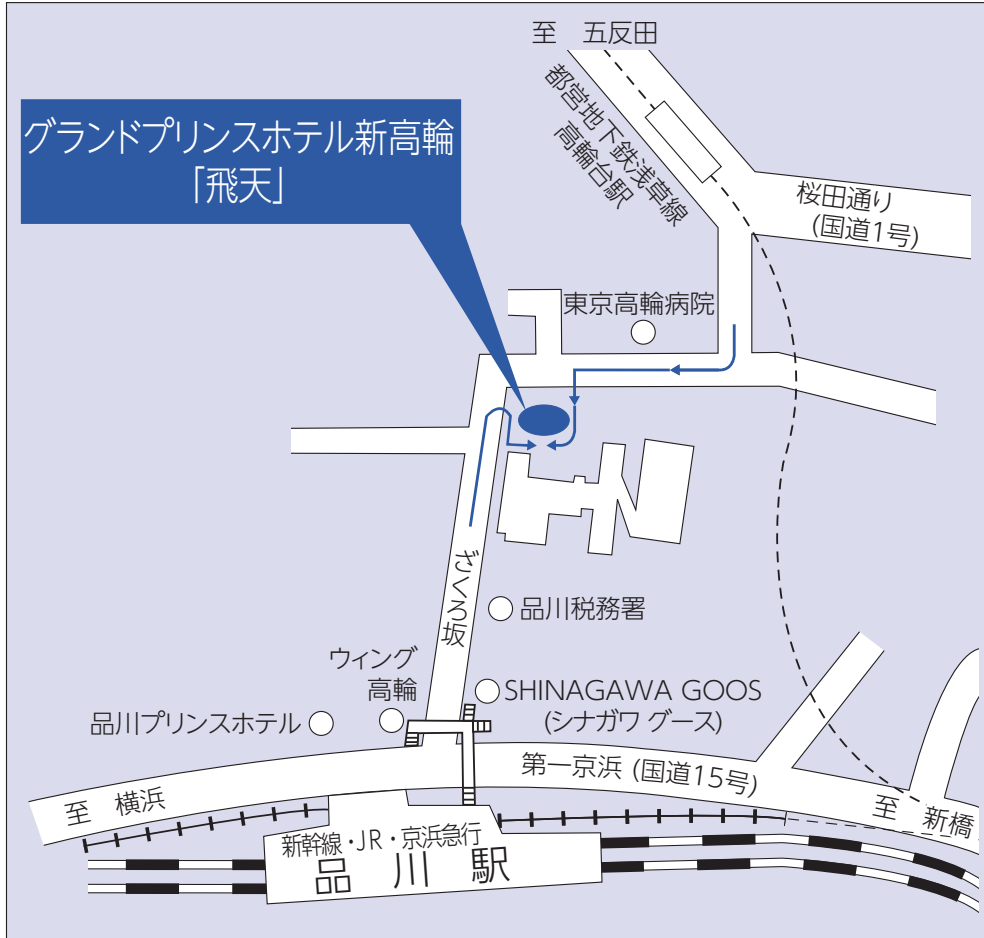 至 五反田
都営地下鉄浅草線
高輪台駅
グランドプリンスホテル新高輪
「飛天」
桜田通り
(国道1号)
東京高輪病院
ざくろ坂
品川税務署
ウィング
高輪
SHINAGAWA GOOS
(シナガワ グース)
品川プリンスホテル
第一京浜 (国道15号)
至 横浜
至 新橋
新幹線・JR・京浜急行
品川駅